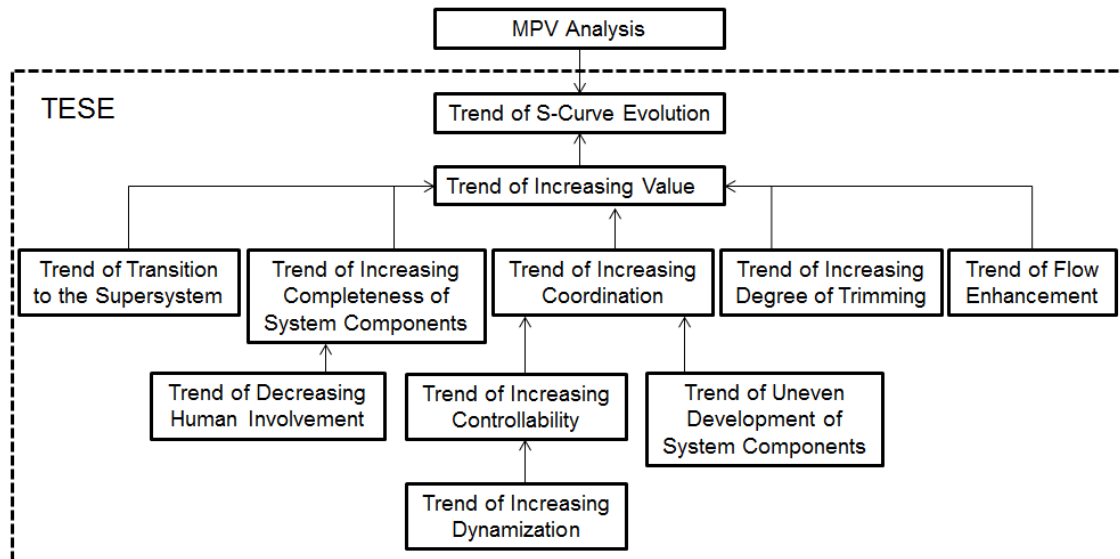 MPV Analysis
TESE
Trend of S-Curve Evolution
Trend of Increasing Value
Trend of Transition
to the Supersystem
Trend of Increasing
Completeness of
System Components
Trend of Increasing
Coordination
Trend of Increasing
Degree of Trimming
Trend of Flow
Enhancement
Trend of Decreasing
Human Involvement
Trend of Increasing
Controllability
Trend of Uneven
Development of
System Components
Trend of Increasing
Dynamization